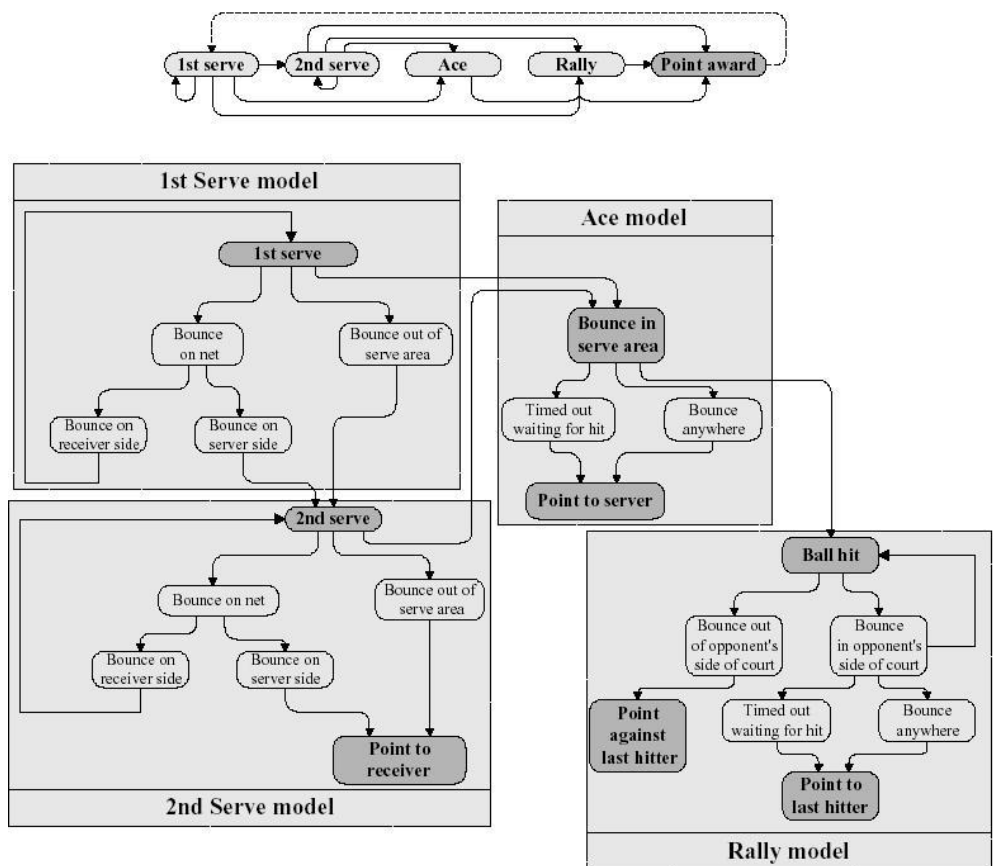 1st serve
2nd serve
Ace
Rally
Point award
1st Serve model
1st serve
Bounce
on net
Bounce out of
serve area
Bounce on
receiver side
Bounce on
server side
Ace model
Bounce in
serve area
Timed out
waiting for hit
Bounce
anywhere
Point to server
2nd serve
Bounce on net
Bounce out of
serve area
Bounce on
receiver side
Bounce on
server side
Point to
receiver
2nd Serve model
Ball hit
Bounce out
of opponent's
side of court
Bounce
in opponent's
side of court
Point
against
last hitter
Timed out
waiting for hit
Bounce
anywhere
Point to
last hitter
Rally model